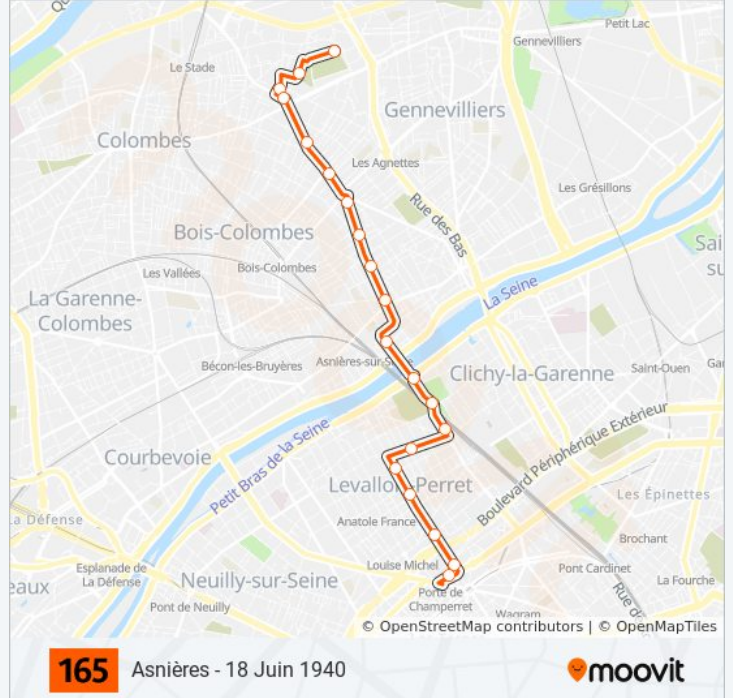 Petit Lac
Gennevilliers
Le Stade
Gennevilliers
Colombes
Les Agnettes
Les Grésillons
Rue des Bas
Bois-Colombes
Les Vallées
Bois-Colombes
La Seine
La Garenne-
Colombes
Bécon-les-Bruyères
Asnières-sur-S
Clichy-la-Garenne
Saint-Ouen
Petit Bras de la Seine
Boulevard Périphérique Extérieur
Courbevoie
Levallo
Perret
Les Épinettes
La Défense
Anatole France
Brochant
Esplanade de
La Défense
Louise Michel
Pont Cardinet
La Fourche
Neuilly-sur-Seine
Porte de
Champerret
Pont de Neuilly
Wagram
© OpenStreetMap contributors | © OpenMapTiles
165
Asnières - 18 Juin 1940
moovit